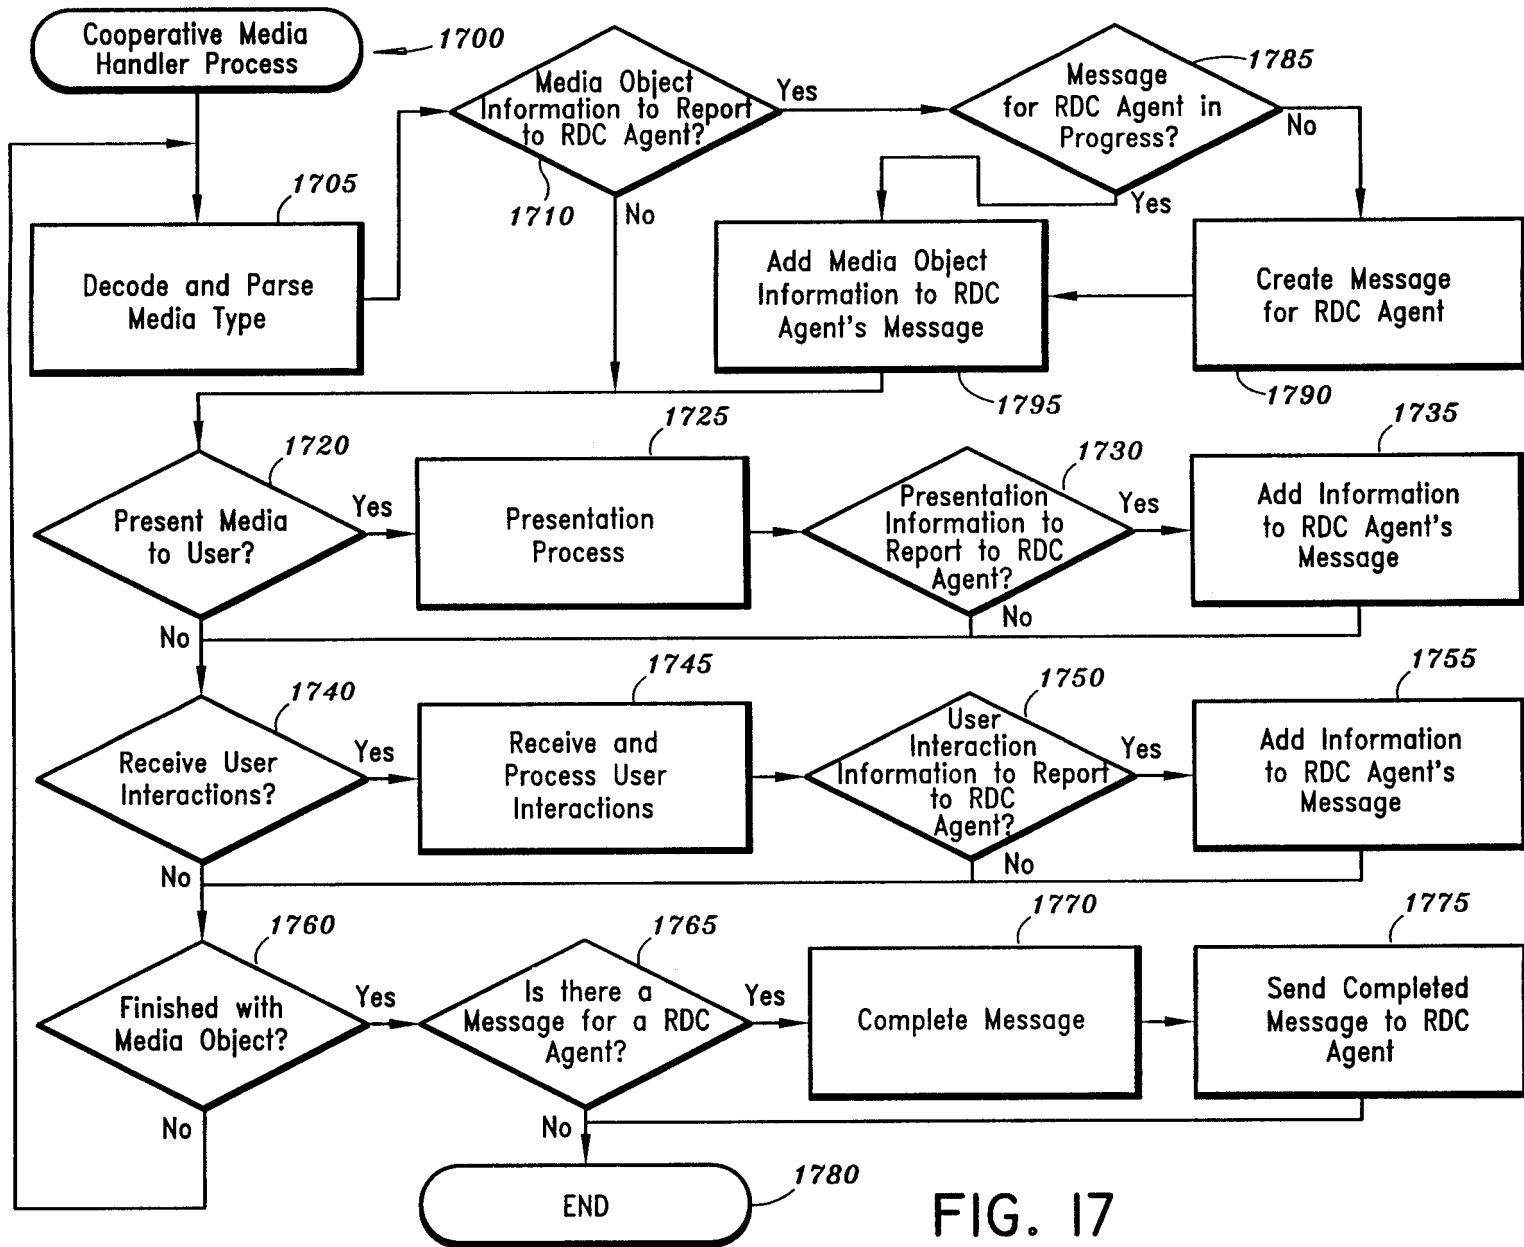 Cooperative Media
Handler Process
1700
Media Object
Information to Report
to RDC Agent?
1710
Yes
No
Message
for RDC Agent in
Progress?
1785
No
Yes
1705
Decode and Parse
Media Type
Add Media Object
Information to RDC
Agent's Message
1795
Create Message
for RDC Agent
1790
1720
Present Media
to User?
Yes
No
1725
Presentation
Process
1730
Presentation
Information to
Report to RDC
Agent?
Yes
No
1735
Add Information
to RDC Agent's
Message
1740
Receive User
Interactions?
Yes
No
1745
Receive and
Process User
Interactions
1750
User
Interaction
Information to Report
to RDC
Agent?
Yes
No
1755
Add Information
to RDC Agent's
Message
1760
Finished with
Media Object?
Yes
No
1765
Is there a
Message for a RDC
Agent?
Yes
No
1770
Complete Message
1775
Send Completed
Message to RDC
Agent
END
1780
FIG. 17